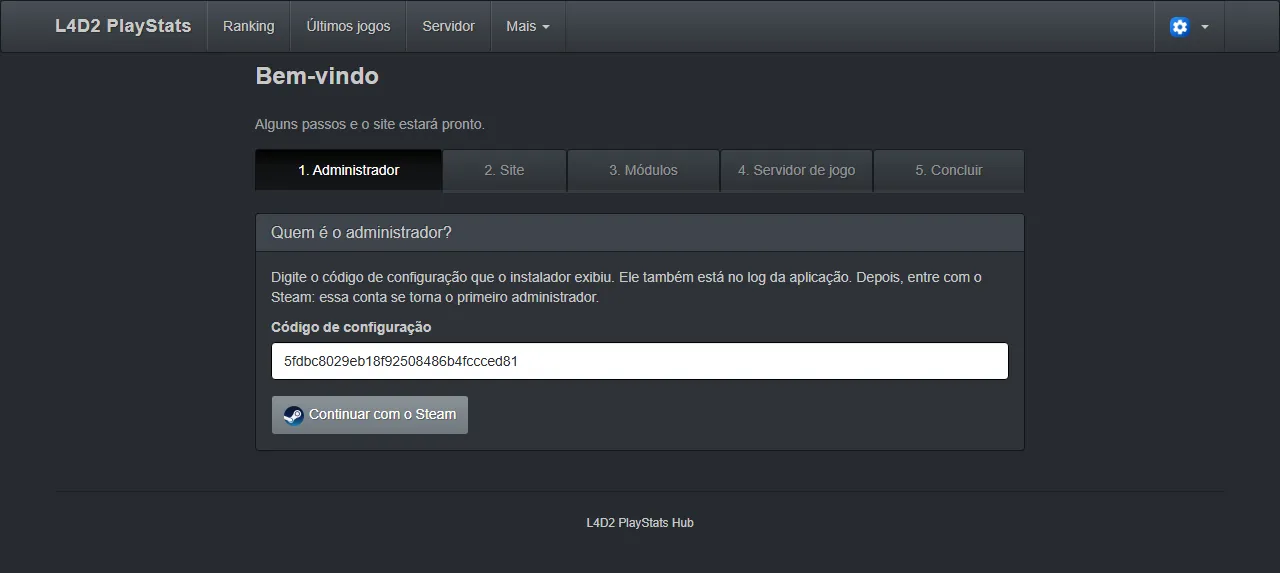 L4D2 PlayStats
Ranking
Últimos jogos
Servidor
Mais
Bem-vindo
Alguns passos e o site estará pronto.
1. Administrador
2. Site
3. Módulos
4. Servidor de jogo
5. Concluir
Quem é o administrador?
Digite o código de configuração que o instalador exibiu. Ele também está no log da aplicação. Depois, entre com o
Steam: essa conta se torna o primeiro administrador.
Código de configuração
5fdbc8029eb18f92508486b4fccced81
Continuar com o Steam
L4D2 PlayStats Hub